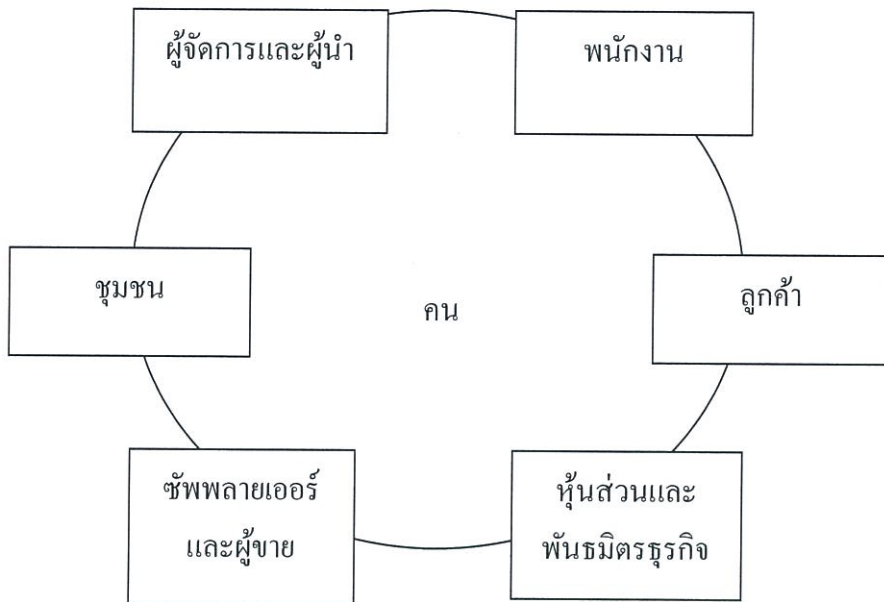 ผู้จัดการและผู้นำ
พนักงาน
ชุมชน
คน
ลูกค้า
ซัพพลายเออร์
และผู้ขาย
หุ้นส่วนและ
พันธมิตรธุรกิจ